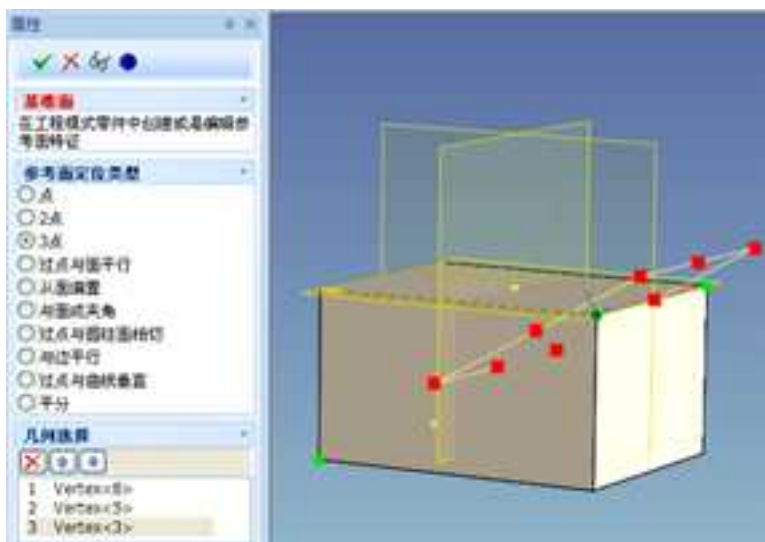 属性
基准面
在工程模式零件中创建或是编辑参
考面特征
参考面定位类型
点
2点
3点
过点与面平行
从面偏置
与面成夹角
过点与圆柱面相切
与边平行
过点与曲线垂直
平分
几何选择
1 Vertex<6>
2 Vertex<5>
3 Vertex<3>